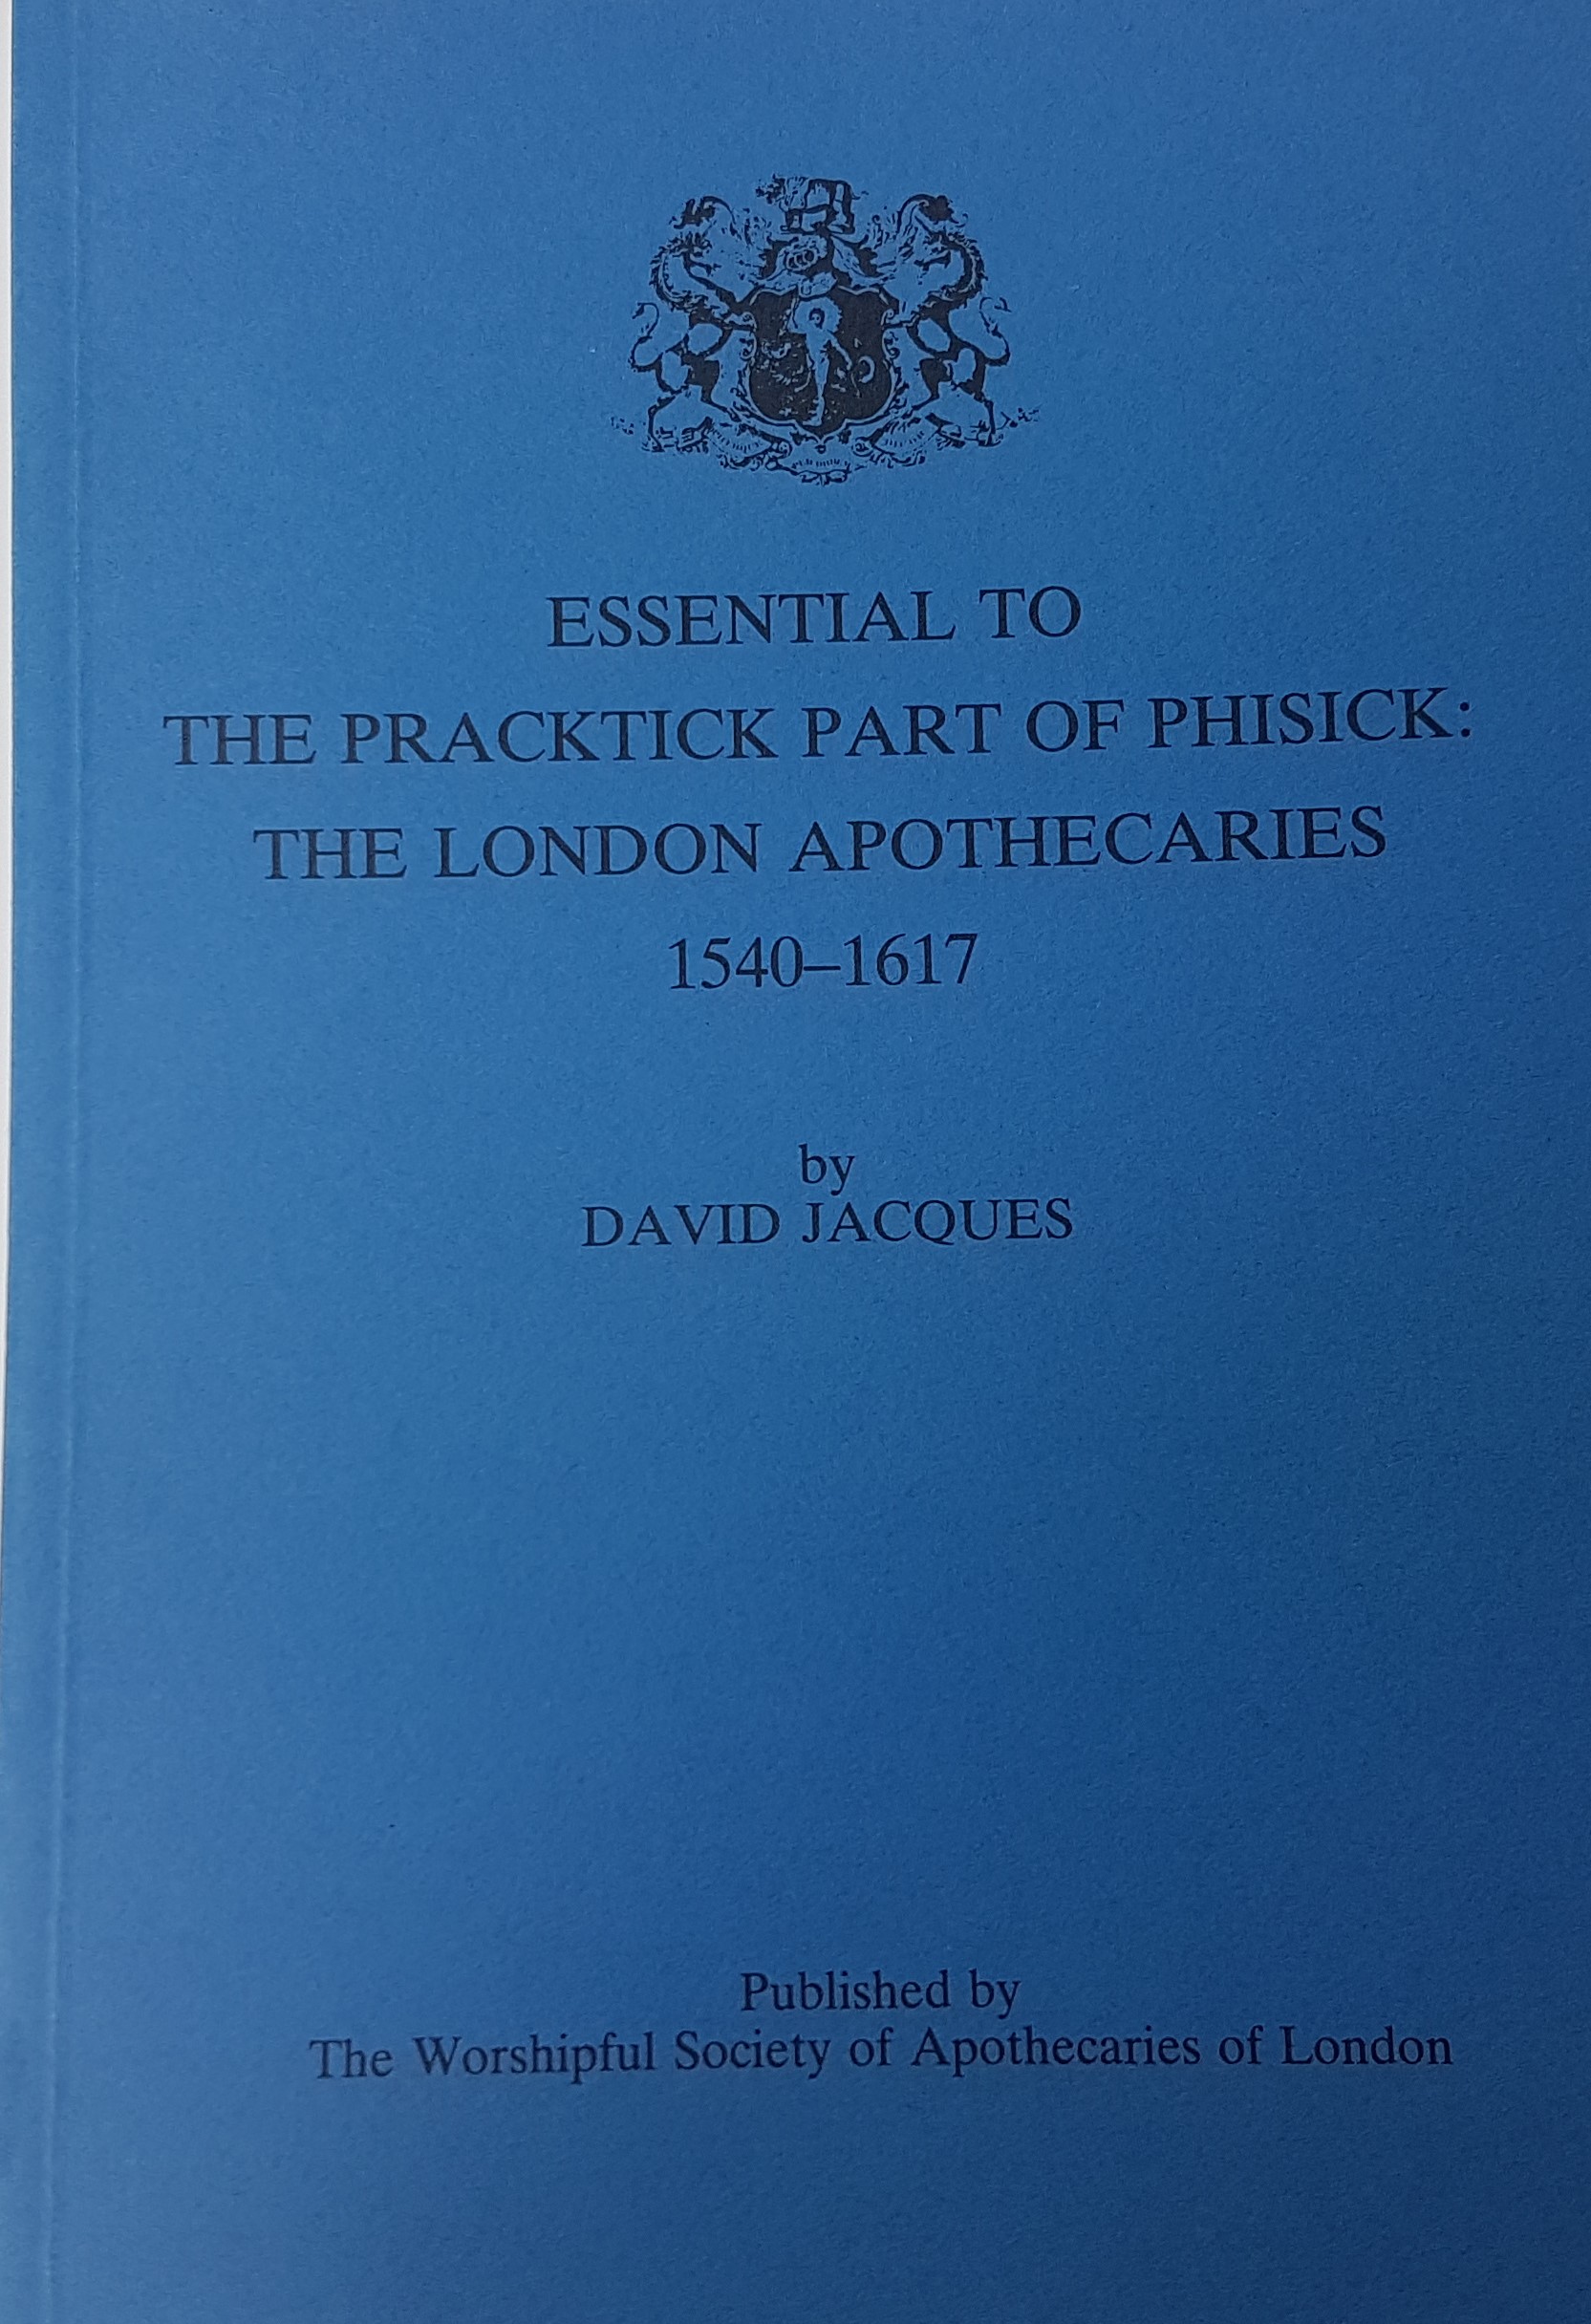 ESSENTIAL TO
THE PRACKTICK PART OF PHISICK:
THE LONDON APOTHECARIES
1540–1617
by
DAVID JACQUES
Published by
The Worshipful Society of Apothecaries of London